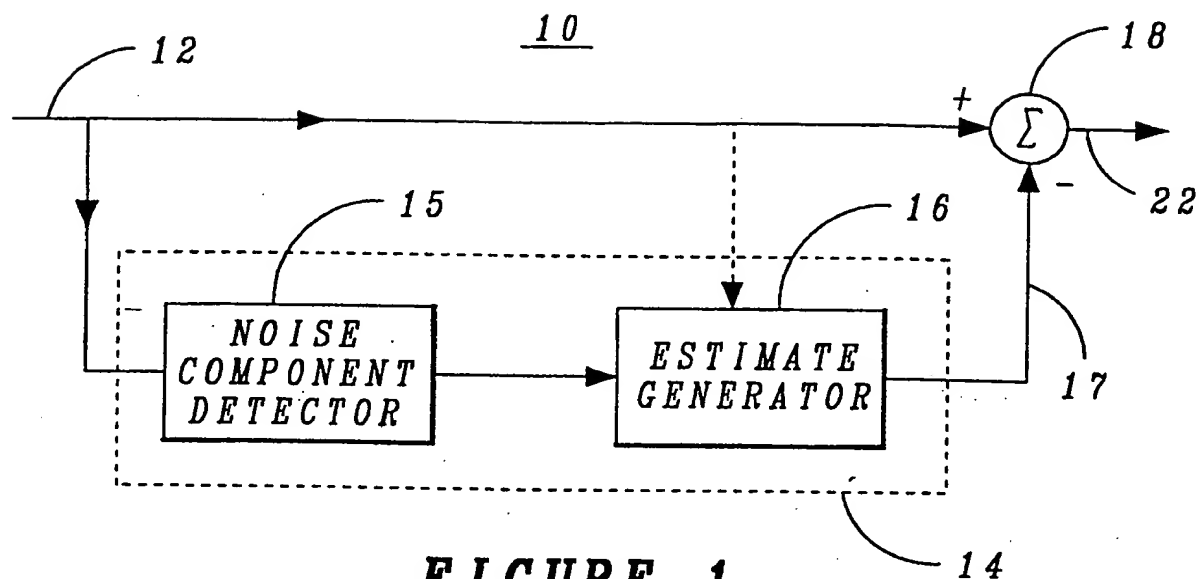 10
12
18
+
Σ
-
22
15
16
NOISE
COMPONENT
DETECTOR
ESTIMATE
GENERATOR
17
14
FIGURE 1